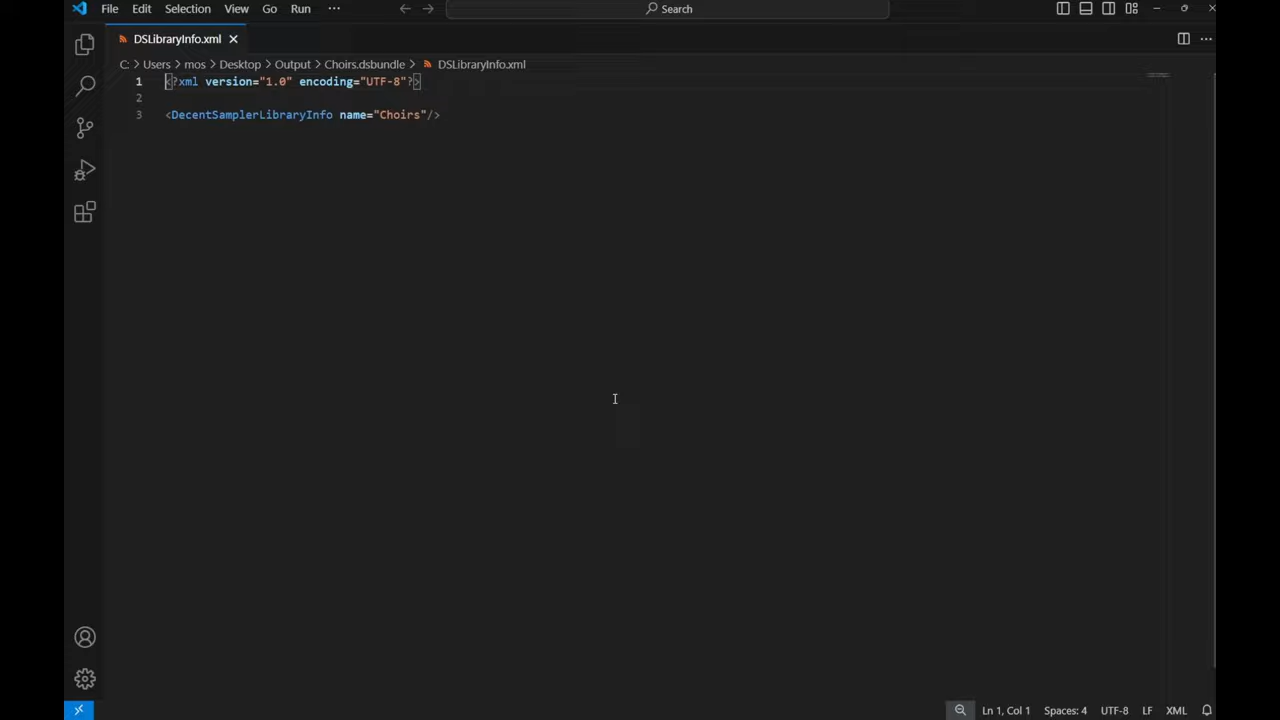 File Edit Selection View Go Run ··· Search
DSLibraryInfo.xml
C: > Users > mos > Desktop > Output > Choirs.dsbundle > DSLibraryInfo.xml
1 <?xml version="1.0" encoding="UTF-8"?>
2
3 <DecentSamplerLibraryInfo name="Choirs"/>
Ln 1, Col 1 Spaces: 4 UTF-8 LF XML